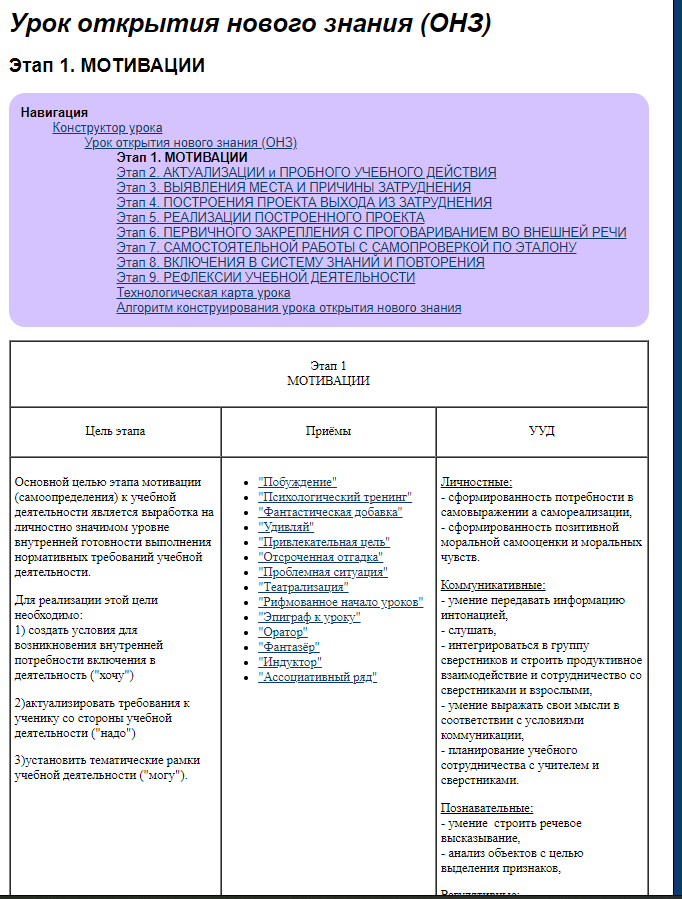 Урок открытия нового знания (ОНЗ)
Этап 1. МОТИВАЦИИ
Навигация
Конструктор урока
Урок открытия нового знания (ОНЗ)
Этап 1. МОТИВАЦИИ
Этап 2. АКТУАЛИЗАЦИИ и ПРОБНОГО УЧЕБНОГО ДЕЙСТВИЯ
Этап 3. ВЫЯВЛЕНИЯ МЕСТА И ПРИЧИНЫ ЗАТРУДНЕНИЯ
Этап 4. ПОСТРОЕНИЯ ПРОЕКТА ВЫХОДА ИЗ ЗАТРУДНЕНИЯ
Этап 5. РЕАЛИЗАЦИИ ПОСТРОЕННОГО ПРОЕКТА
Этап 6. ПЕРВИЧНОГО ЗАКРЕПЛЕНИЯ С ПРОГОВАРИВАНИЕМ ВО ВНЕШНЕЙ РЕЧИ
Этап 7. САМОСТОЯТЕЛЬНОЙ РАБОТЫ С САМОПРОВЕРКОЙ ПО ЭТАЛОНУ
Этап 8. ВКЛЮЧЕНИЯ В СИСТЕМУ ЗНАНИЙ И ПОВТОРЕНИЯ
Этап 9. РЕФЛЕКСИИ УЧЕБНОЙ ДЕЯТЕЛЬНОСТИ
Технологическая карта урока
Алгоритм конструирования урока открытия нового знания
Этап 1
МОТИВАЦИИ
Цель этапа
Приёмы
УУД
Основной целью этапа мотивации
(самоопределения) к учебной
деятельности является выработка на
личностно значимом уровне
внутренней готовности выполнения
нормативных требований учебной
деятельности.
Для реализации этой цели
необходимо:
1) создать условия для
возникновения внутренней
потребности включения в
деятельность ("хочу")
2)актуализировать требования к
ученику со стороны учебной
деятельности ("надо")
3)установить тематические рамки
учебной деятельности ("могу").
"Побуждение"
"Психологический тренинг"
"Фантастическая добавка"
"Удивляй"
"Привлекательная цель"
"Отсроченная отгадка"
"Проблемная ситуация"
"Театрализация"
"Рифмованное начало уроков"
"Эпиграф к уроку"
"Оратор"
"Фантазёр"
"Индуктор"
"Ассоциативный ряд"
Личностные:
- сформированность потребности в
самовыражении а самореализации,
- сформированность позитивной
моральной самооценки и моральных
чувств.
Коммуникативные:
- умение передавать информацию
интонацией,
- слушать,
- интегрироваться в группу
сверстников и строить продуктивное
взаимодействие и сотрудничество со
сверстниками и взрослыми,
- умение выражать свои мысли в
соответствии с условиями
коммуникации,
- планирование учебного
сотрудничества с учителем и
сверстниками.
Познавательные:
- умение строить речевое
высказывание,
- анализ объектов с целью
выделения признаков,
Регулятивные: